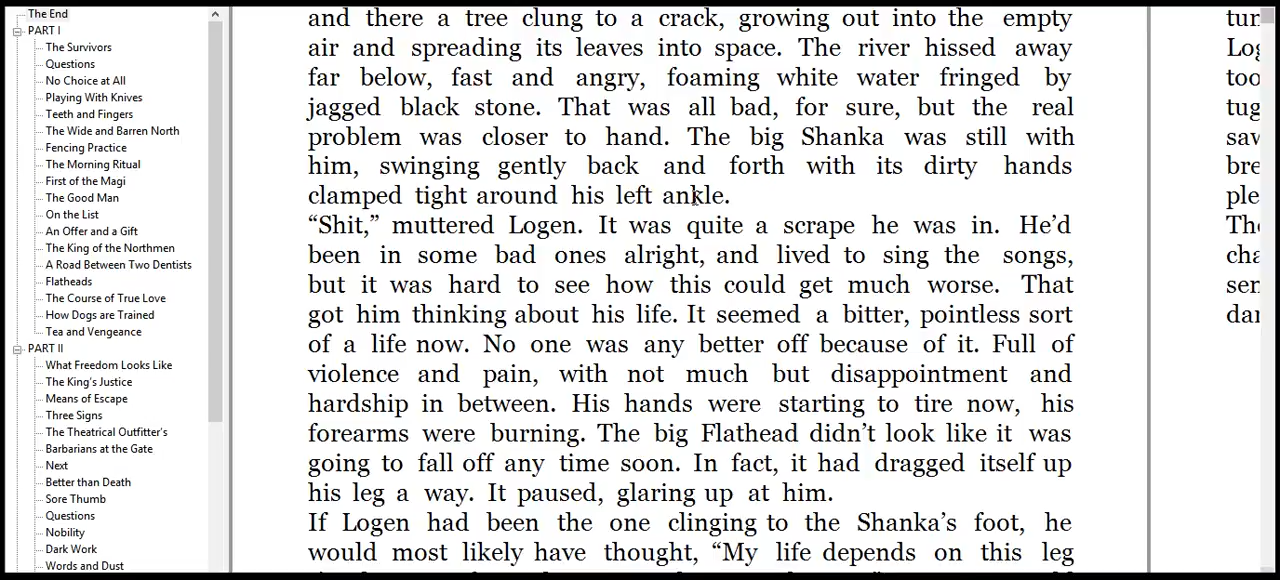 The End
PART I
The Survivors
Questions
No Choice at All
Playing With Knives
Teeth and Fingers
The Wide and Barren North
Fencing Practice
The Morning Ritual
First of the Magi
The Good Man
On the List
An Offer and a Gift
The King of the Northmen
A Road Between Two Dentists
Flatheads
The Course of True Love
How Dogs are Trained
Tea and Vengeance
PART II
What Freedom Looks Like
The King's Justice
Means of Escape
Three Signs
The Theatrical Outfitter's
Barbarians at the Gate
Next
Better than Death
Sore Thumb
Questions
Nobility
Dark Work
Words and Dust
and there a tree clung to a crack, growing out into the empty
air and spreading its leaves into space. The river hissed away
far below, fast and angry, foaming white water fringed by
jagged black stone. That was all bad, for sure, but the real
problem was closer to hand. The big Shanka was still with
him, swinging gently back and forth with its dirty hands
clamped tight around his left ankle.
“Shit,” muttered Logen. It was quite a scrape he was in. He’d
been in some bad ones alright, and lived to sing the songs,
but it was hard to see how this could get much worse. That
got him thinking about his life. It seemed a bitter, pointless sort
of a life now. No one was any better off because of it. Full of
violence and pain, with not much but disappointment and
hardship in between. His hands were starting to tire now, his
forearms were burning. The big Flathead didn’t look like it was
going to fall off any time soon. In fact, it had dragged itself up
his leg a way. It paused, glaring up at him.
If Logen had been the one clinging to the Shanka’s foot, he
would most likely have thought, “My life depends on this leg